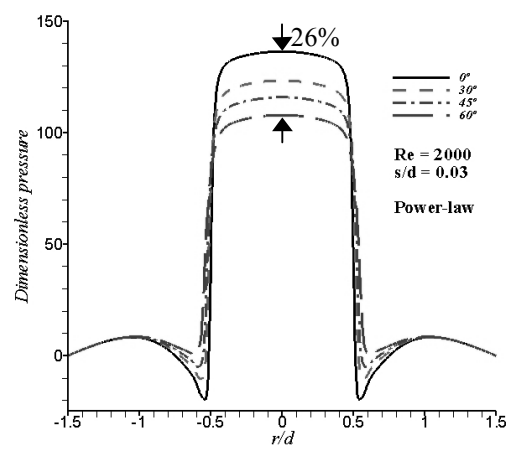 150
26%
0°
30°
45°
60°
100
Re = 2000
s/d = 0.03
Power-law
Dimensionless pressure
50
0
-1.5 -1 -0.5 0 0.5 1 1.5
r/d